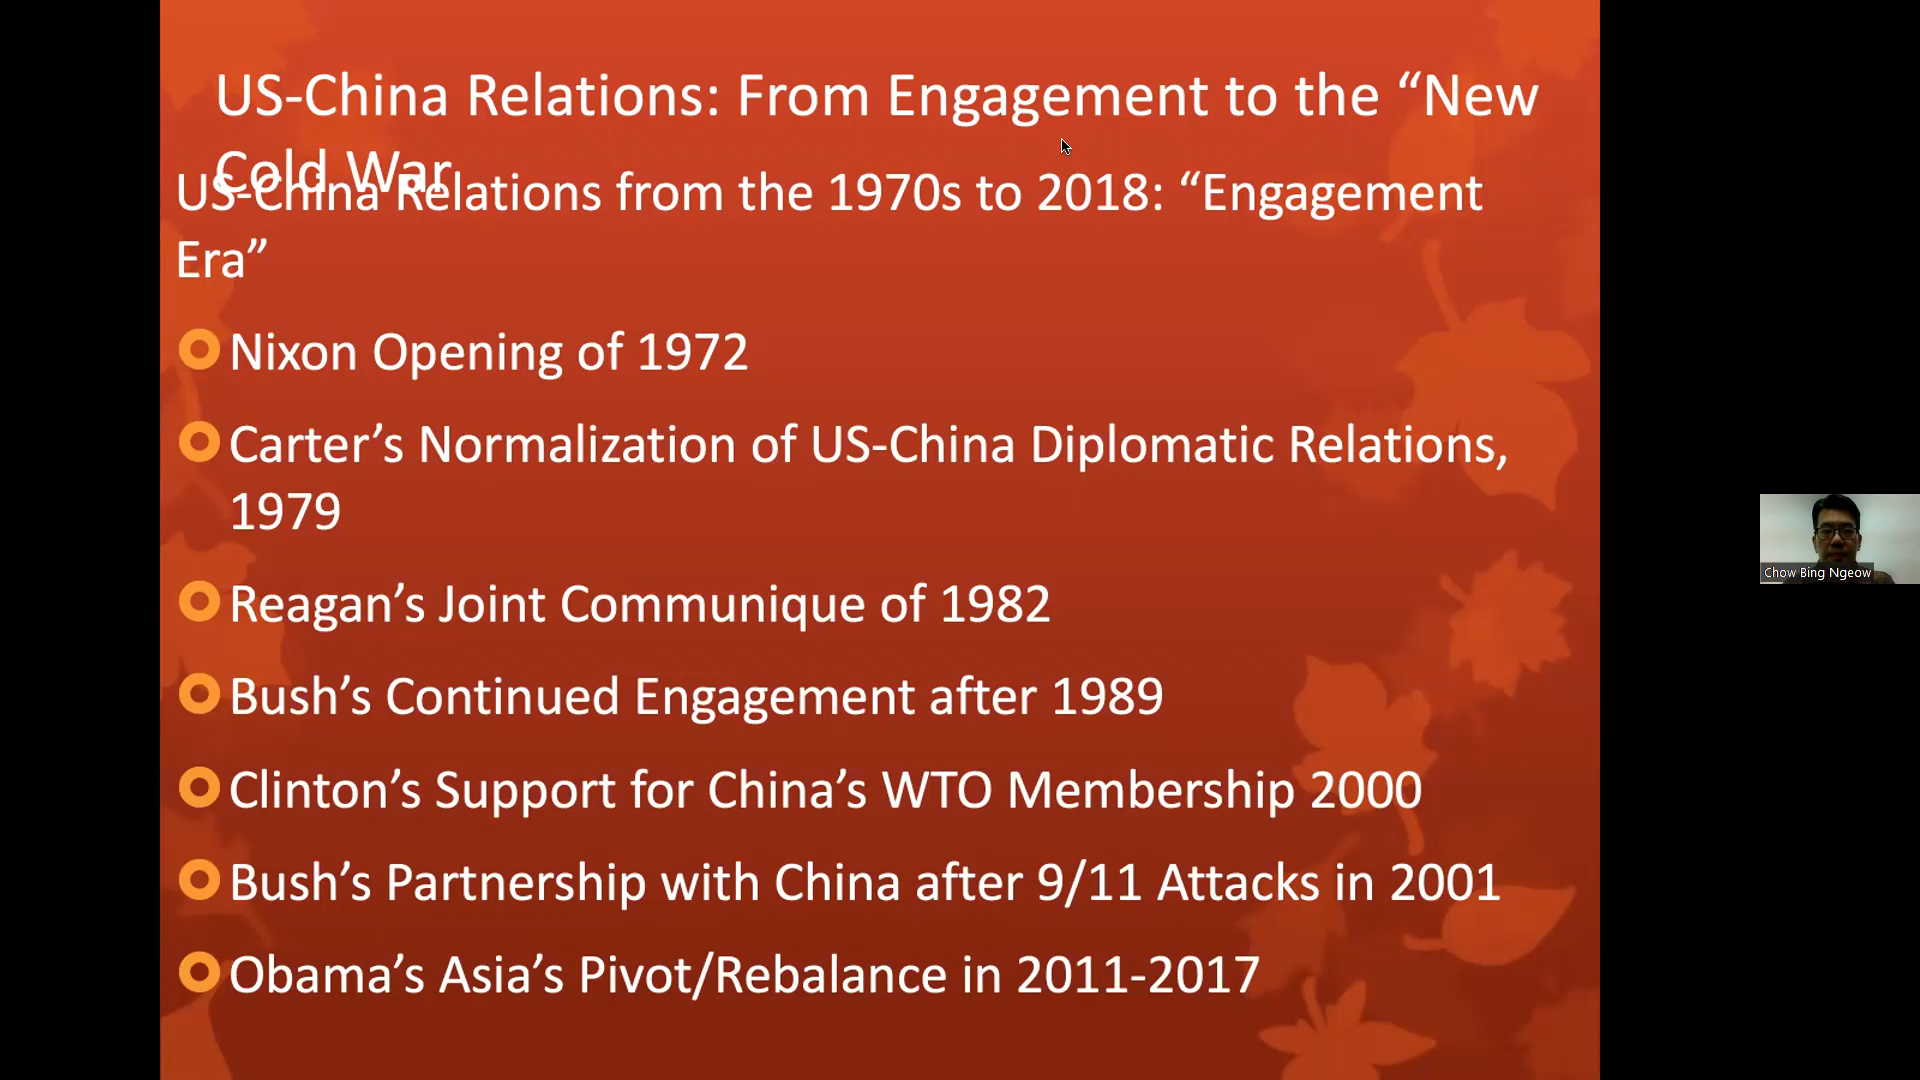 US-China Relations: From Engagement to the “New
Cold War
US-China Relations from the 1970s to 2018: “Engagement
Era”
Nixon Opening of 1972
Carter’s Normalization of US-China Diplomatic Relations,
1979
Reagan’s Joint Communique of 1982
Bush’s Continued Engagement after 1989
Clinton’s Support for China’s WTO Membership 2000
Bush’s Partnership with China after 9/11 Attacks in 2001
Obama’s Asia’s Pivot/Rebalance in 2011-2017
Chow Bing Ngeow